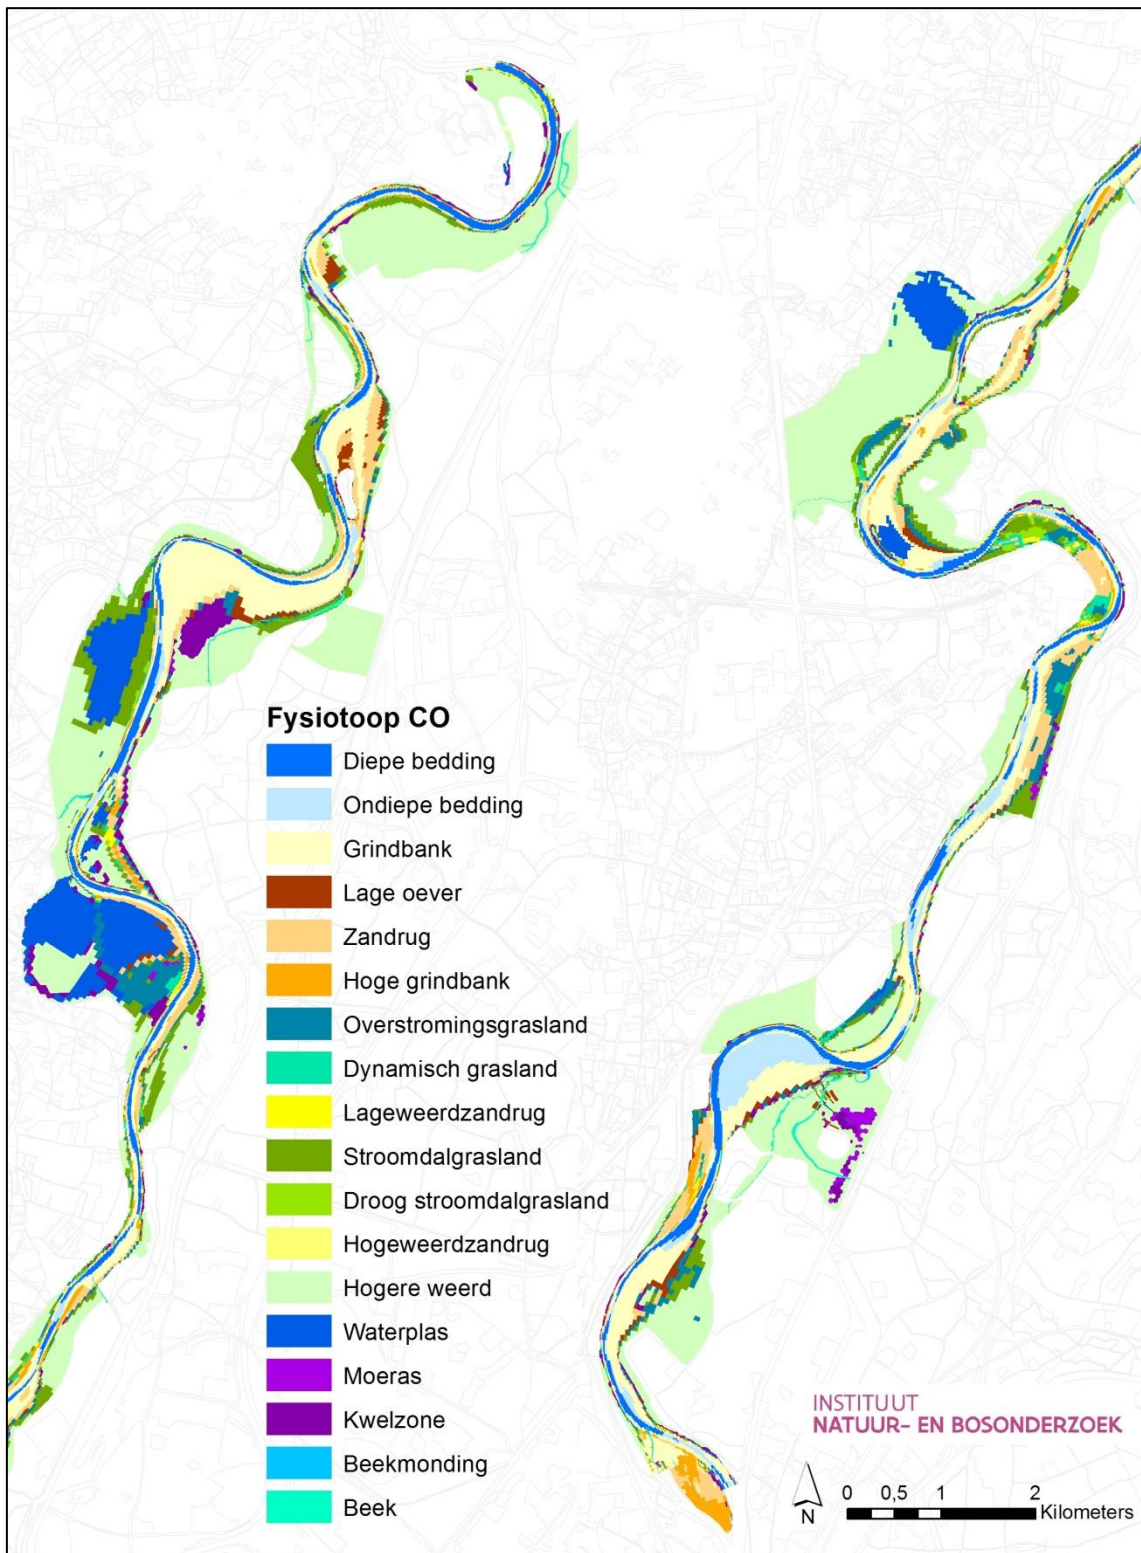 Fysiotoop CO
Diepe bedding
Ondiepe bedding
Grindbank
Lage oever
Zandrug
Hoge grindbank
Overstromingsgrasland
Dynamisch grasland
Lageweerdzandrug
Stroomdalgrasland
Droog stroomdalgrasland
Hogeweerdzandrug
Hogere weerd
Waterplas
Moeras
Kwelzone
Beekmonding
Beek
INSTITUUT
NATUUR- EN BOSONDERZOEK
N
0 0,5 1 2
Kilometers